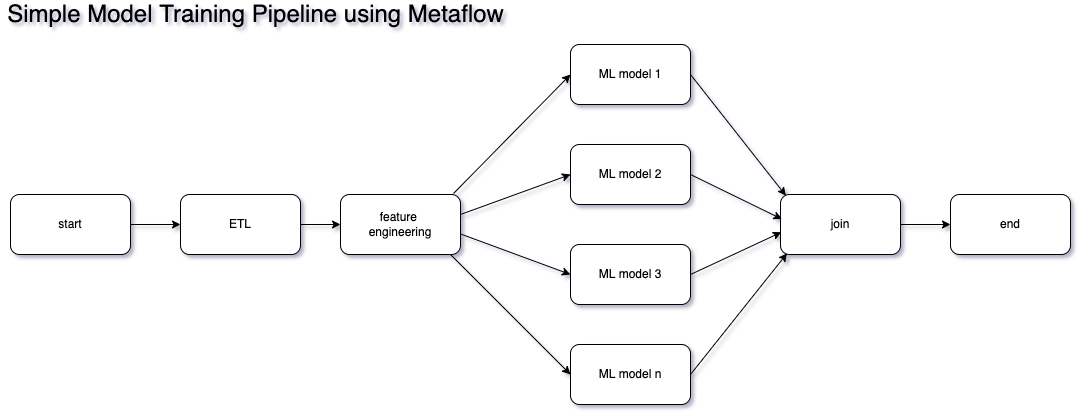 Simple Model Training Pipeline using Metaflow
ML model 1
ML model 2
start
ETL
feature
engineering
join
end
ML model 3
ML model n